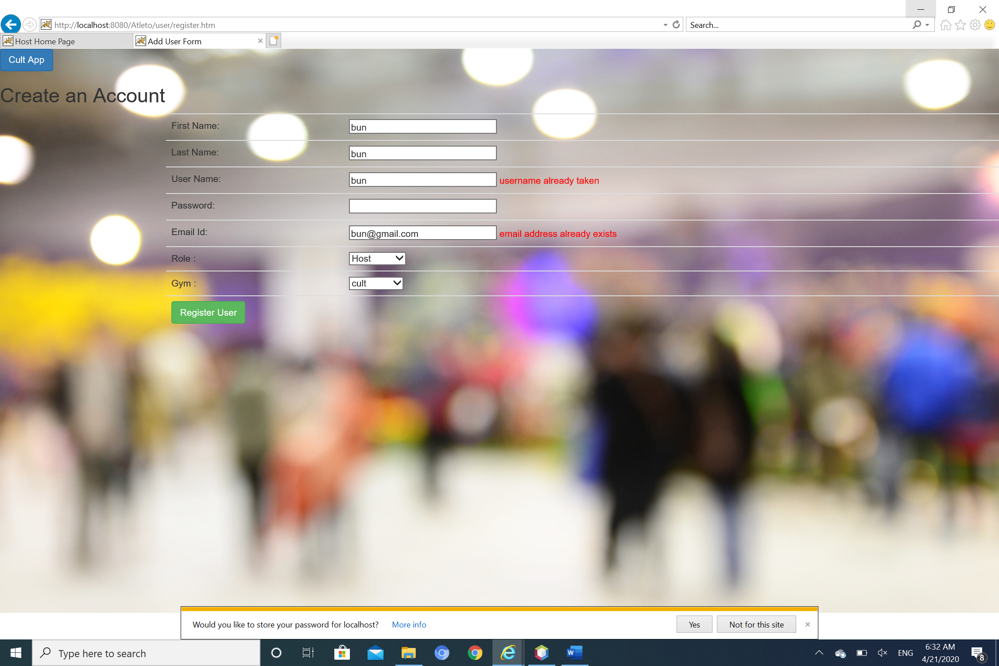 http://localhost:8080/Atleto/user/register.htm
Search...
Host Home Page
Add User Form
Cult App
Create an Account
First Name: bun
Last Name: bun
User Name: bun username already taken
Password:
Email Id: bun@gmail.com email address already exists
Role : Host
Gym : cult
Register User
Would you like to store your password for localhost? More info Yes Not for this site
Type here to search
W
ENG
6:32 AM
4/21/2020
8